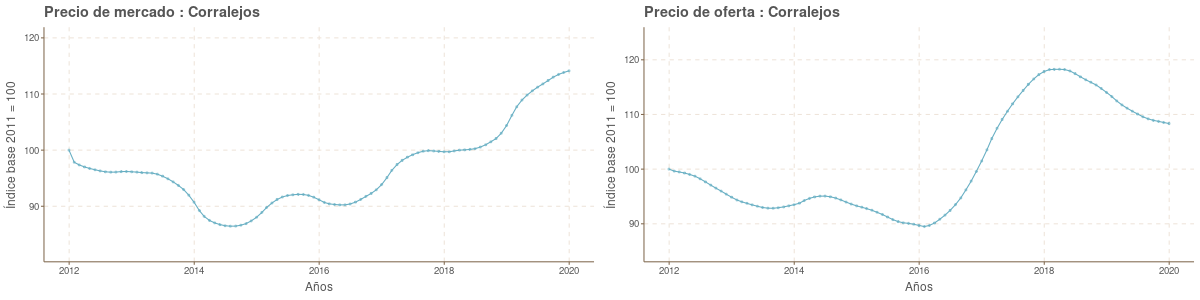 Precio de mercado : Corralejos
Índice base 2011 = 100
120
110
100
90
2012 2014 2016 2018 2020
Años
Precio de oferta : Corralejos
Índice base 2011 = 100
120
110
100
90
2012 2014 2016 2018 2020
Años